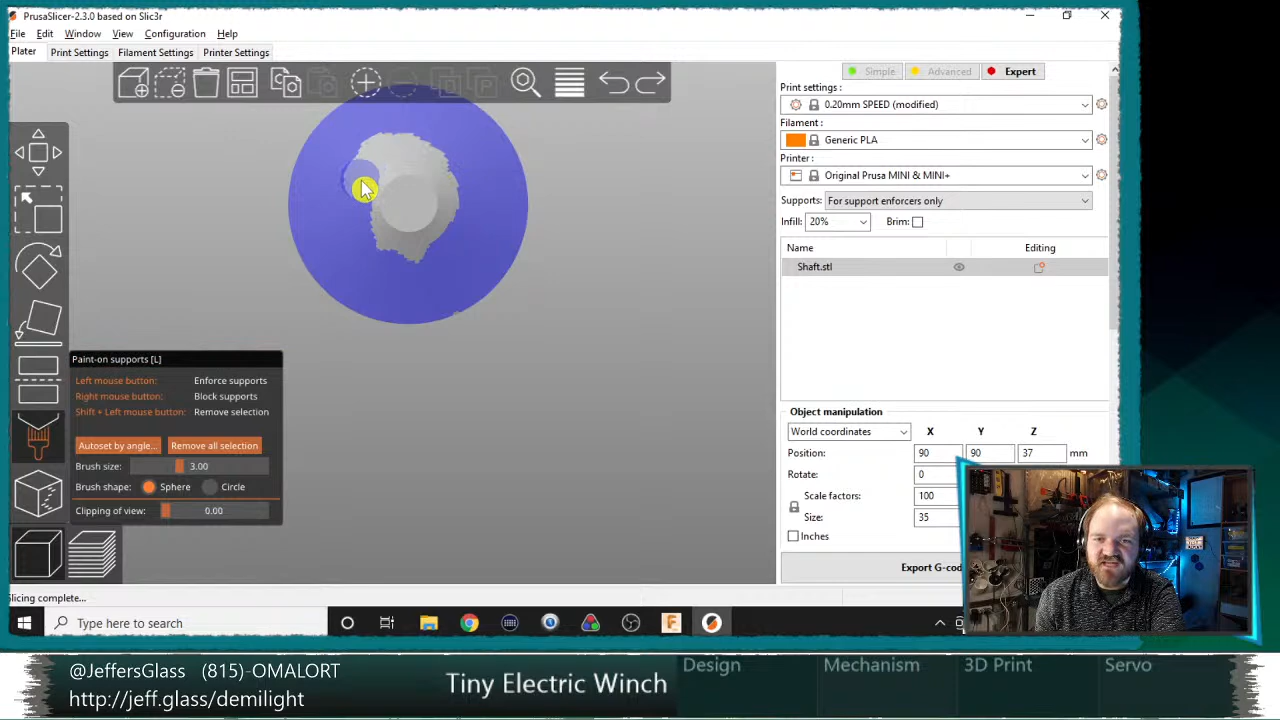 PrusaSlicer-2.3.0 based on Slic3r
File Edit Window View Configuration Help
Plater Print Settings Filament Settings Printer Settings
Simple Advanced Expert
Print settings :
0.20mm SPEED (modified)
Filament :
Generic PLA
Printer :
Original Prusa MINI & MINI+
Supports: For support enforcers only
Infill: 20% Brim:
Name Editing
Shaft.stl
Paint-on supports [L]
Left mouse button: Enforce supports
Right mouse button: Block supports
Shift + Left mouse button: Remove selection
Autoset by angle... Remove all selection
Brush size: 3.00
Brush shape: Sphere Circle
Clipping of view: 0.00
Object manipulation
World coordinates X Y Z
Position: 90 90 37 mm
Rotate: 0
Scale factors: 100
Size: 35
Inches
Export G-cod
Slicing complete...
Type here to search
@JeffersGlass (815)-OMALORT
http://jeff.glass/demilight
Tiny Electric Winch
Design Mechanism 3D Print Servo